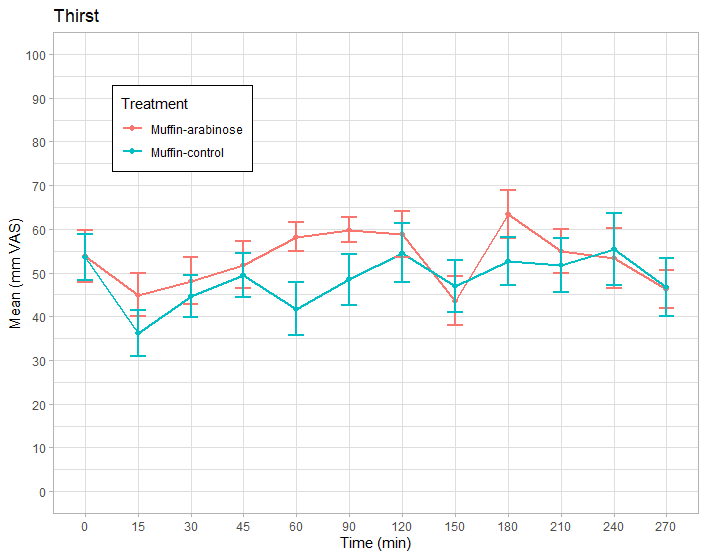 Thirst
100
90
80
70
60
50
40
30
20
10
0
Mean (mm VAS)
Treatment
Muffin-arabinose
Muffin-control
0 15 30 45 60 90 120 150 180 210 240 270
Time (min)